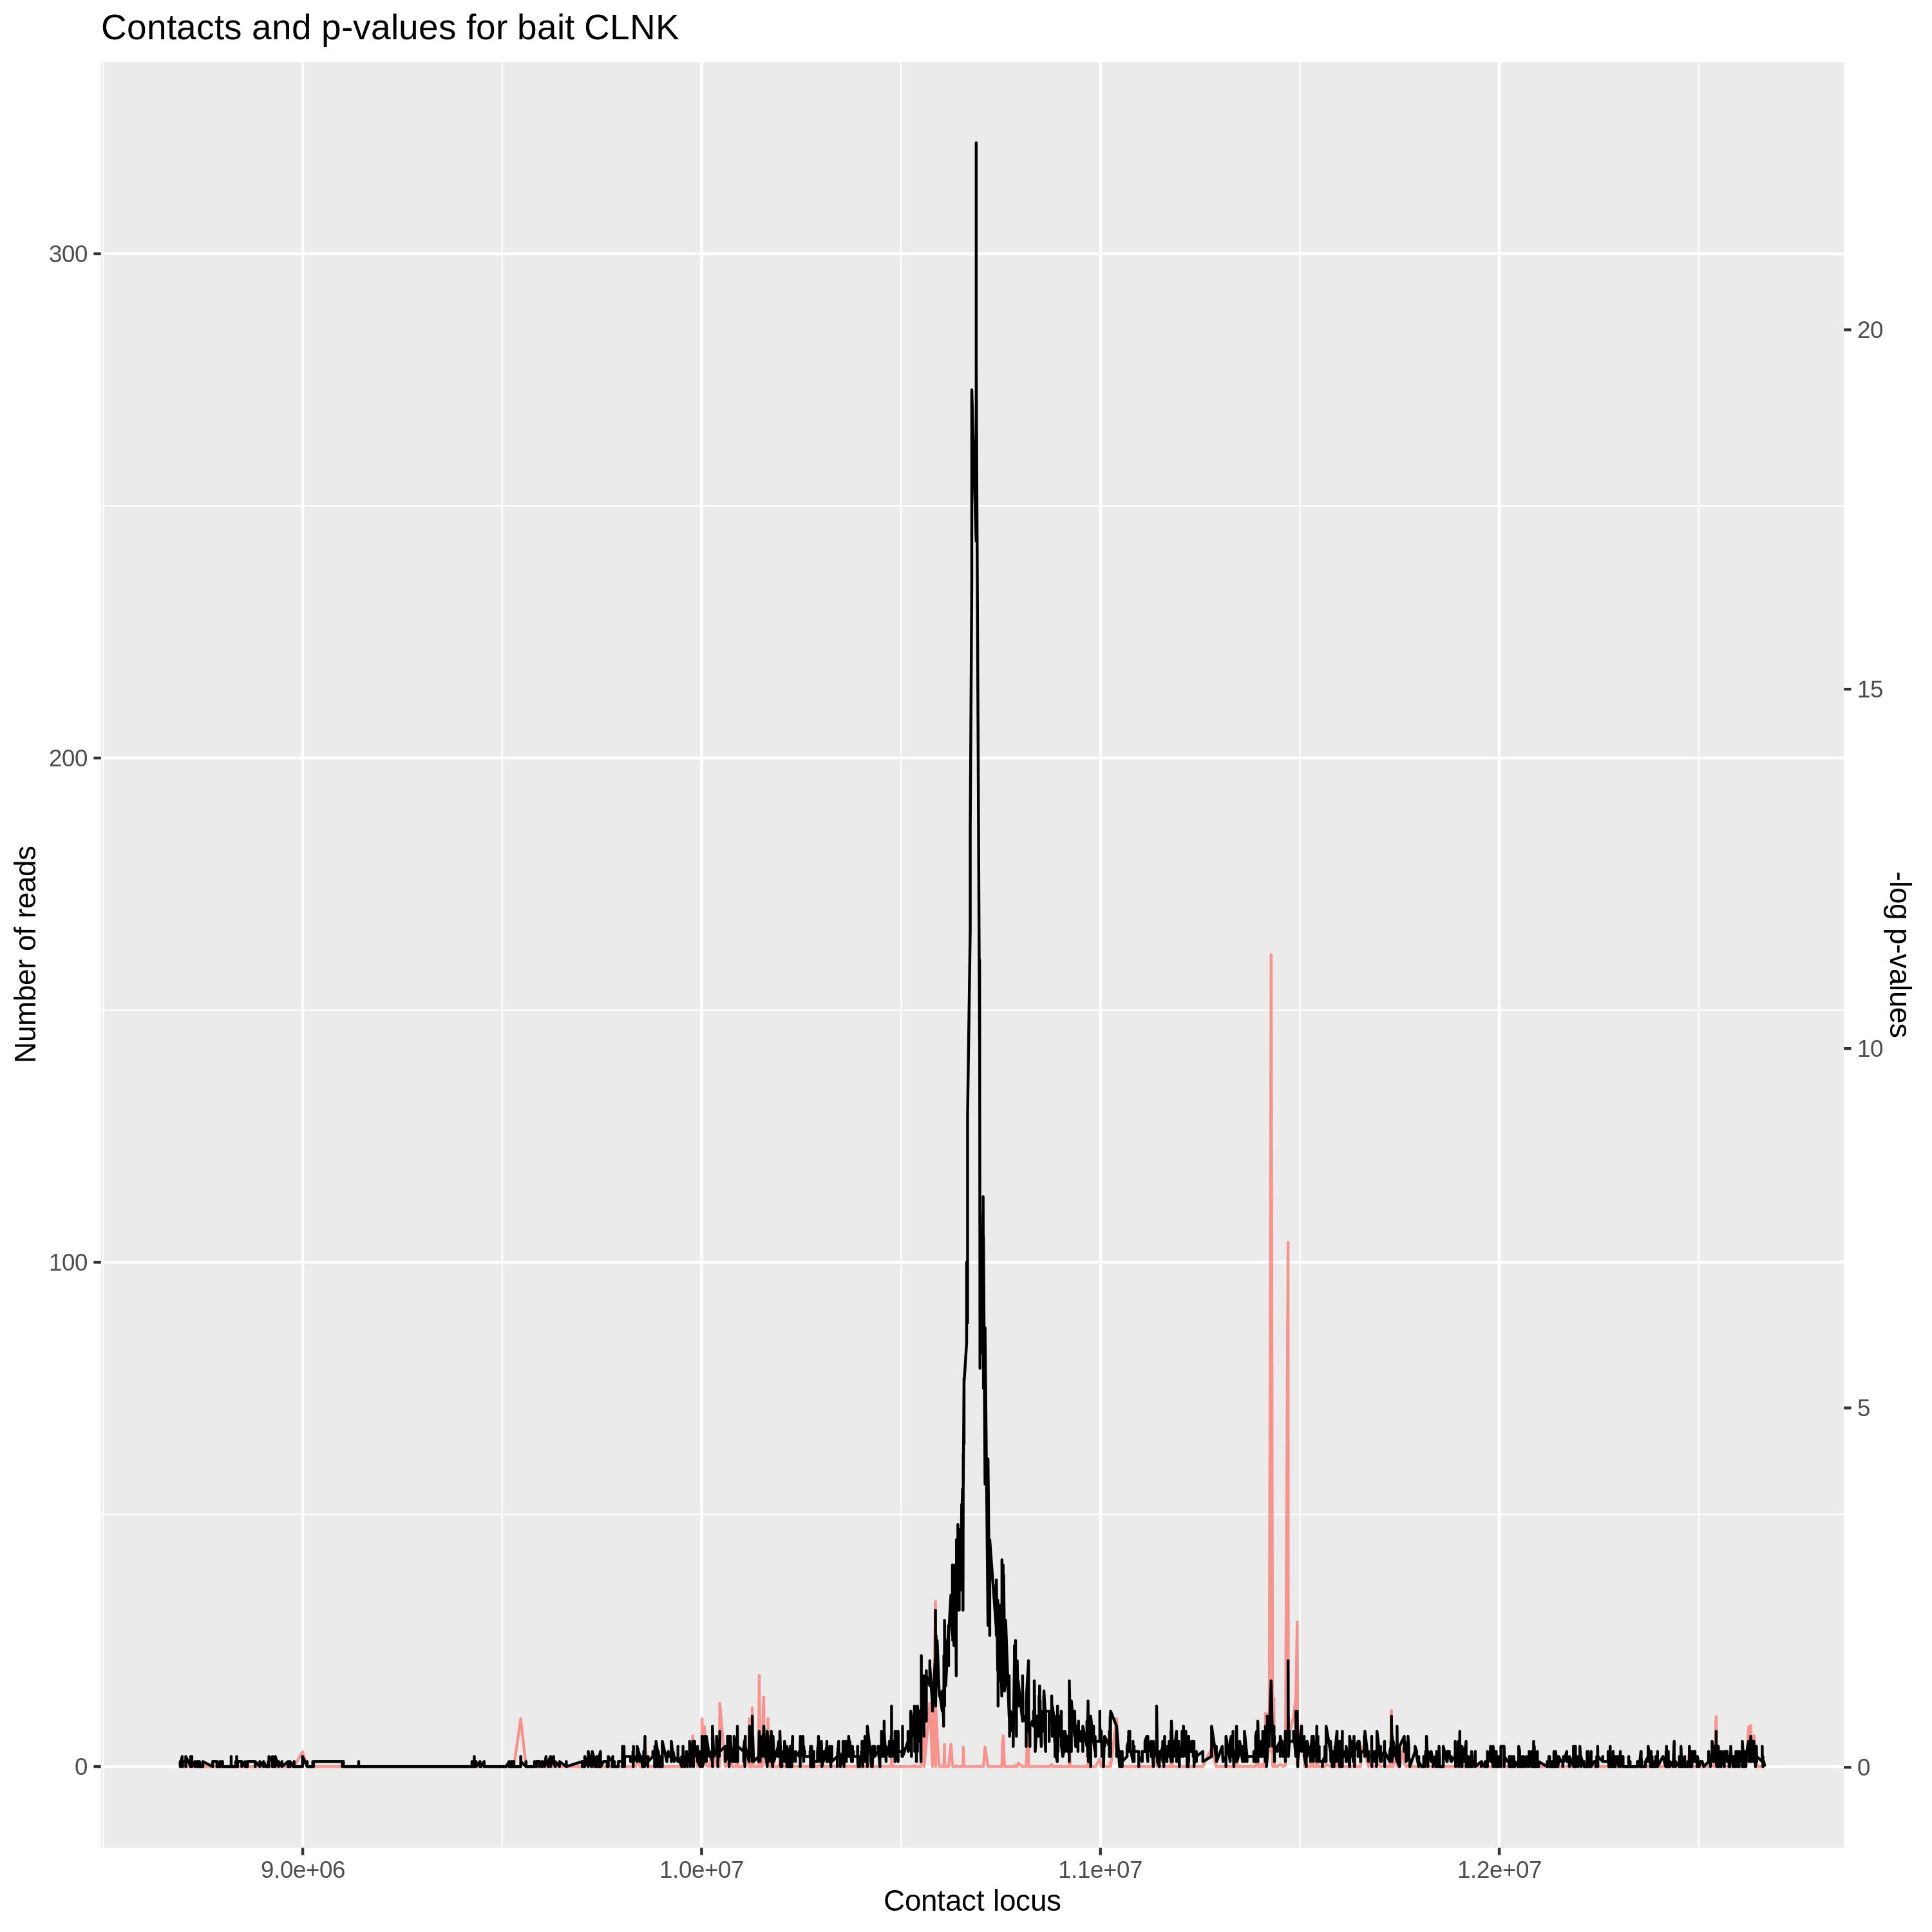 Contacts and p-values for bait CLNK
Number of reads
300
200
100
0
20
15
10
5
0
-log p-values
9.0e+06
1.0e+07
1.1e+07
1.2e+07
Contact locus